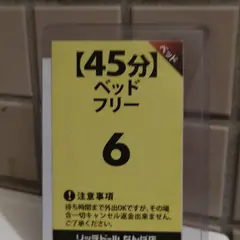 ベッド
【45分】
ベッド
フリー
6
! 注意事項
待ち時間まで外出OKですが、その場
合一切キャンセル返金出来ません。
ご了承ください。